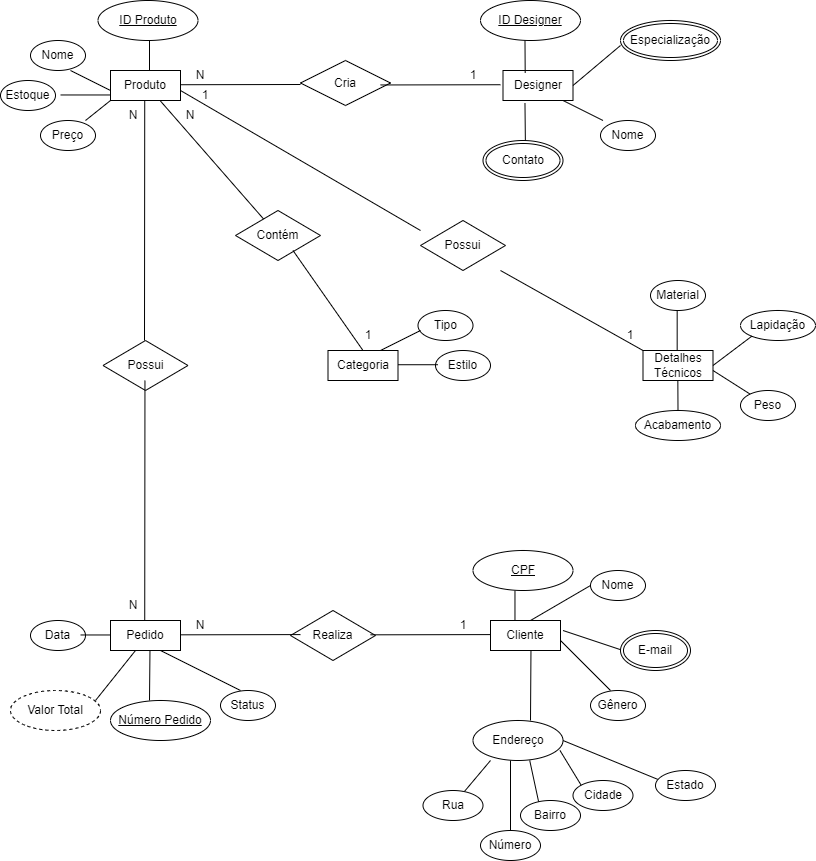 ID Produto
ID Designer
Especialização
Nome
Produto
N
Cria
1
Designer
Estoque
1
Preço
N
N
Nome
Contato
Contém
Possui
Material
Tipo
Lapidação
1
1
Possui
Categoria
Estilo
Detalhes
Técnicos
Peso
Acabamento
CPF
Nome
N
Data
Pedido
N
Realiza
1
Cliente
E-mail
Valor Total
Número Pedido
Status
Gênero
Endereço
Estado
Cidade
Rua
Bairro
Número